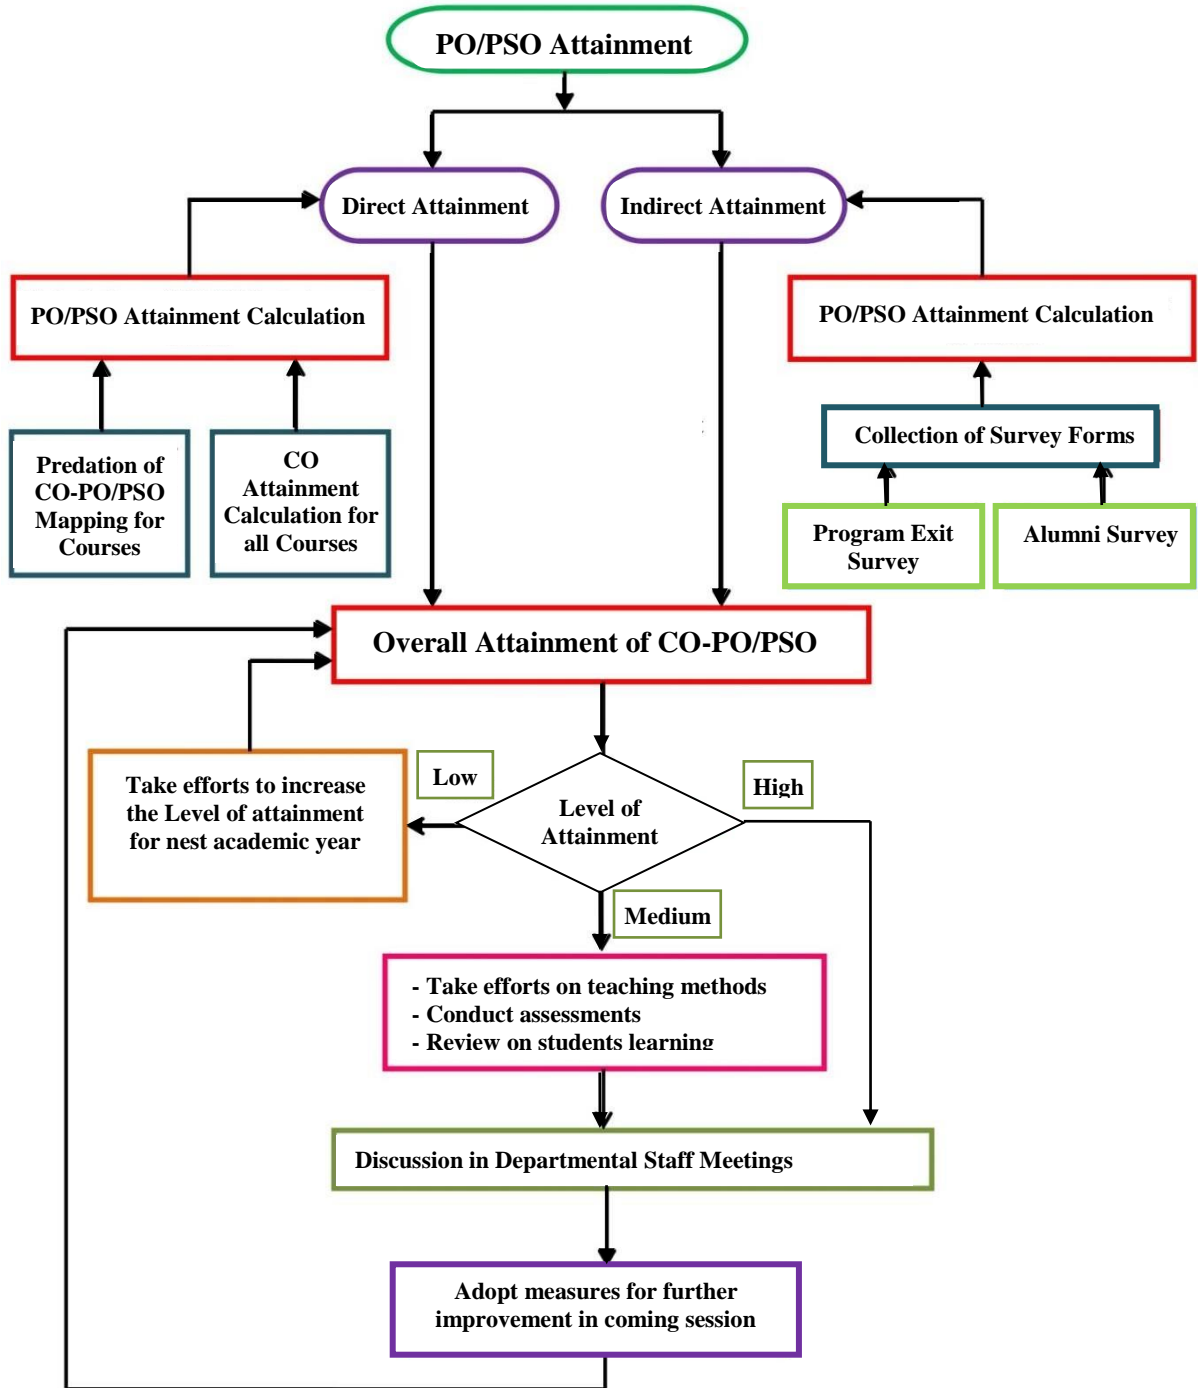 PO/PSO Attainment
Direct Attainment
Indirect Attainment
PO/PSO Attainment Calculation
PO/PSO Attainment Calculation
Predation of
CO-PO/PSO
Mapping for
Courses
CO
Attainment
Calculation for
all Courses
Collection of Survey Forms
Program Exit
Survey
Alumni Survey
Overall Attainment of CO-PO/PSO
Take efforts to increase
the Level of attainment
for nest academic year
Low
Level of
Attainment
High
Medium
- Take efforts on teaching methods
- Conduct assessments
- Review on students learning
Discussion in Departmental Staff Meetings
Adopt measures for further
improvement in coming session